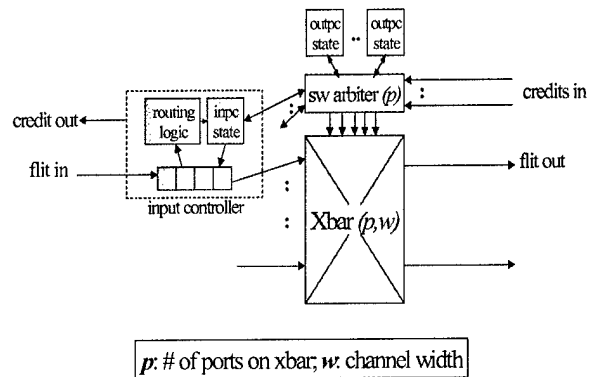 outpc
state
..
outpc
state
sw arbiter (p)
:
credits in
credit out
routing
logic
inpc
state
:
flit in
input controller
flit out
:
:
Xbar (p,w)
p: # of ports on xbar; w: channel width